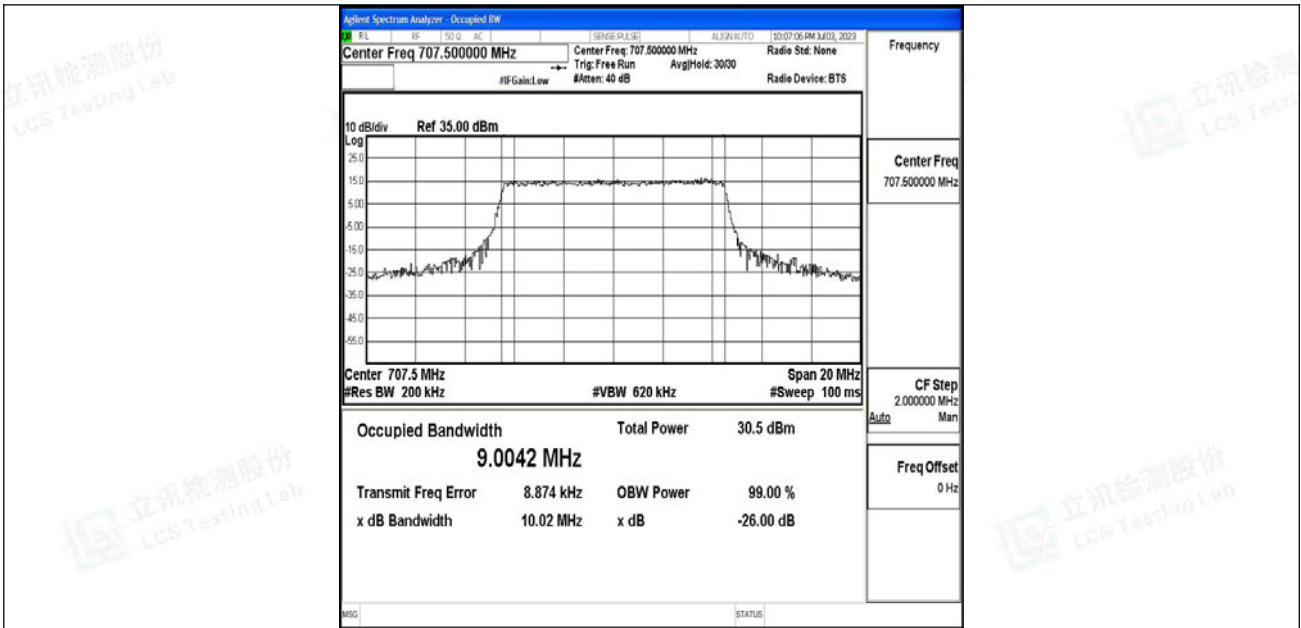 Agilent Spectrum Analyzer - Occupied BW
RL RF 50 Ω AC SENSE:PULSE ALIGN AUTO 10:07:06 PM Jul 03, 2023
Center Freq 707.500000 MHz
Center Freq: 707.500000 MHz
Radio Std: None
Trig: Free Run Avg|Hold: 30/30
#IFGain:Low #Atten: 40 dB
Radio Device: BTS
10 dB/div Ref 35.00 dBm
Log
25.0
15.0
5.00
-5.00
-15.0
-25.0
-35.0
-45.0
-55.0
Center 707.5 MHz Span 20 MHz
#Res BW 200 kHz #VBW 620 kHz #Sweep 100 ms
Occupied Bandwidth Total Power 30.5 dBm
9.0042 MHz
Transmit Freq Error 8.874 kHz OBW Power 99.00 %
x dB Bandwidth 10.02 MHz x dB -26.00 dB
MSG STATUS
Frequency
Center Freq
707.500000 MHz
CF Step
2.000000 MHz
Auto Man
Freq Offset
0 Hz
立讯检测股份
LCS Testing Lab
立讯检测
LCS Testi
立讯检测股份
LCS Testing Lab
立讯检测股份
LCS Testing Lab